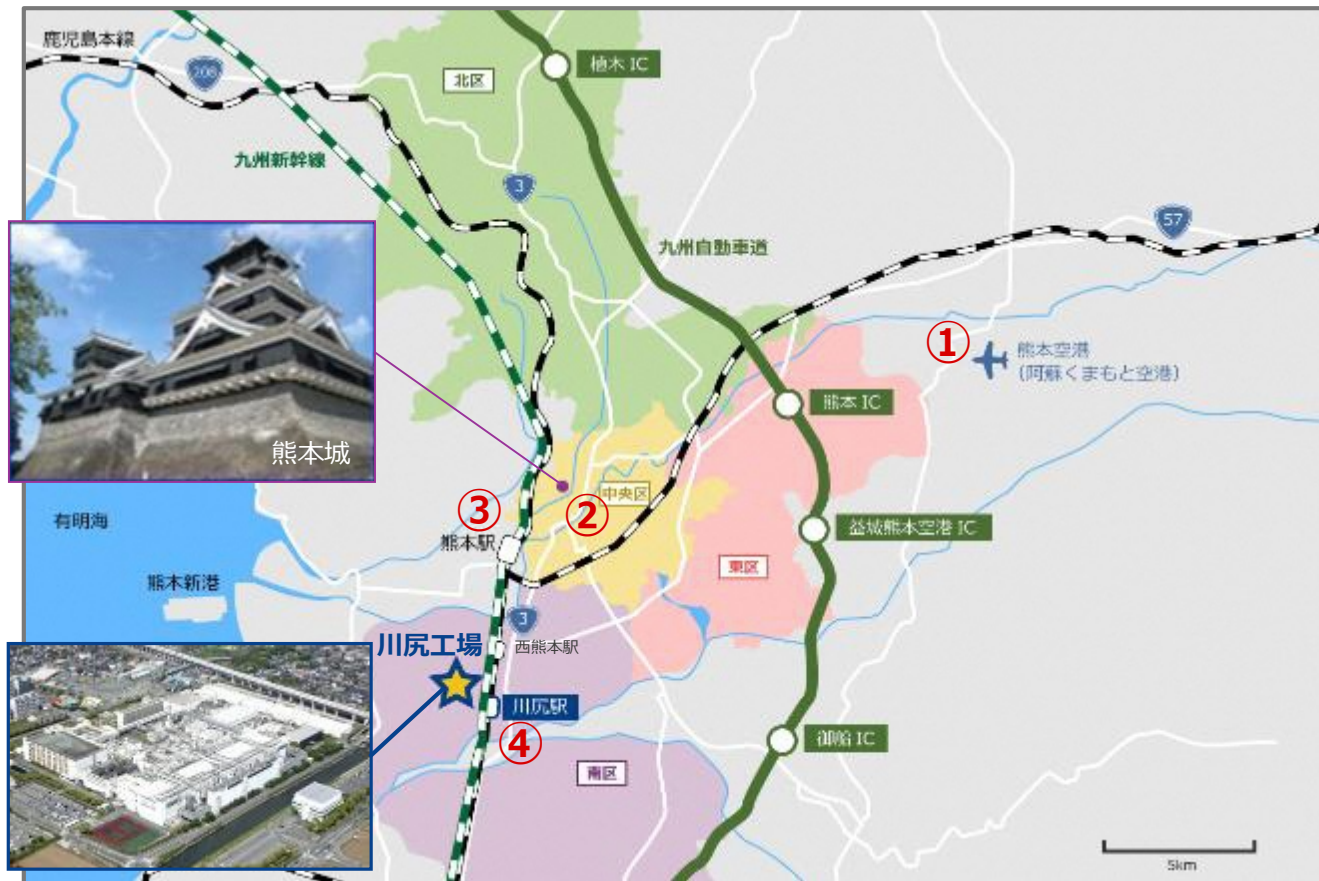 鹿児島本線
208
北区
植木 IC
九州新幹線
3
九州自動車道
57
①
熊本空港
(阿蘇くまもと空港)
熊本 IC
熊本城
③
②
中央区
有明海
熊本駅
益城熊本空港 IC
東区
熊本新港
3
川尻工場
西熊本駅
川尻駅
④
御船 IC
南区
5km